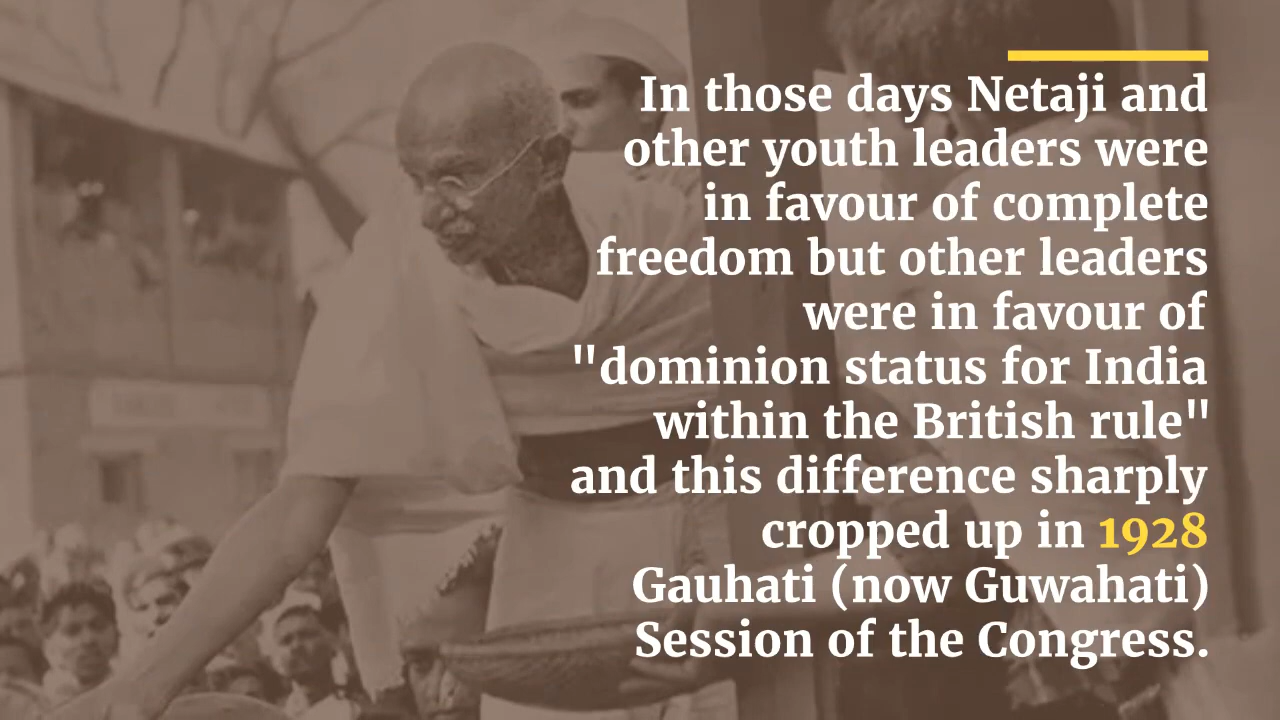 In those days Netaji and
other youth leaders were
in favour of complete
freedom but other leaders
were in favour of
"dominion status for India
within the British rule"
and this difference sharply
cropped up in 1928
Gauhati (now Guwahati)
Session of the Congress.